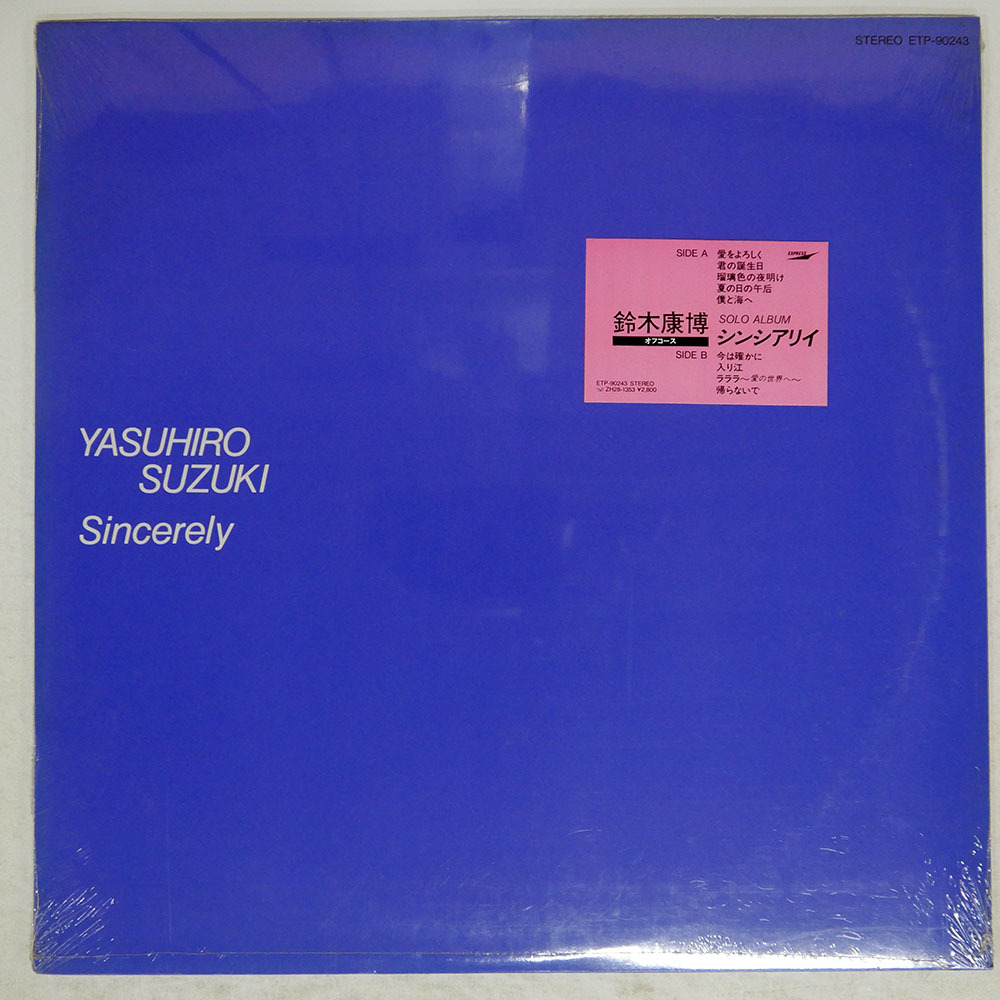 STEREO ETP-90243
SIDE A
愛をよろしく
君の誕生日
瑠璃色の夜明け
夏の日の午后
僕と海へ
EXPRESS
鈴木康博
オフコース
SOLO ALBUM
シンシアリイ
SIDE B
今は確かに
入り江
ラララ〜愛の世界へ〜
帰らないで
ETP-90243 STEREO
ZH28-1353 ¥2,800
YASUHIRO
SUZUKI
Sincerely